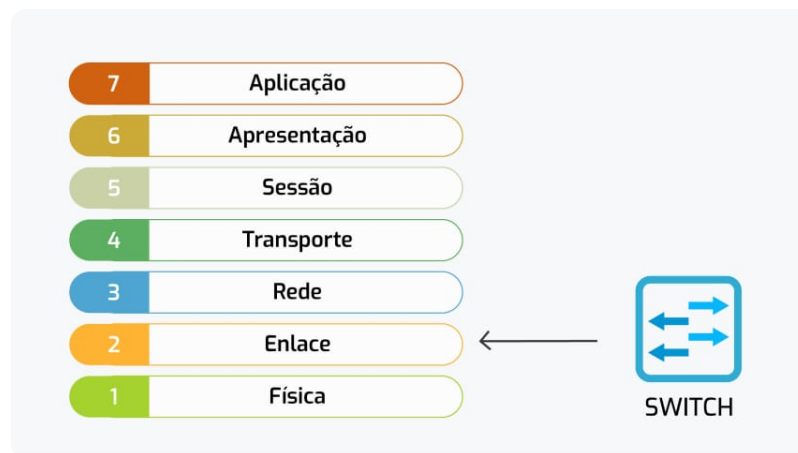 7 Aplicação
6 Apresentação
5 Sessão
4 Transporte
3 Rede
2 Enlace
1 Física
SWITCH